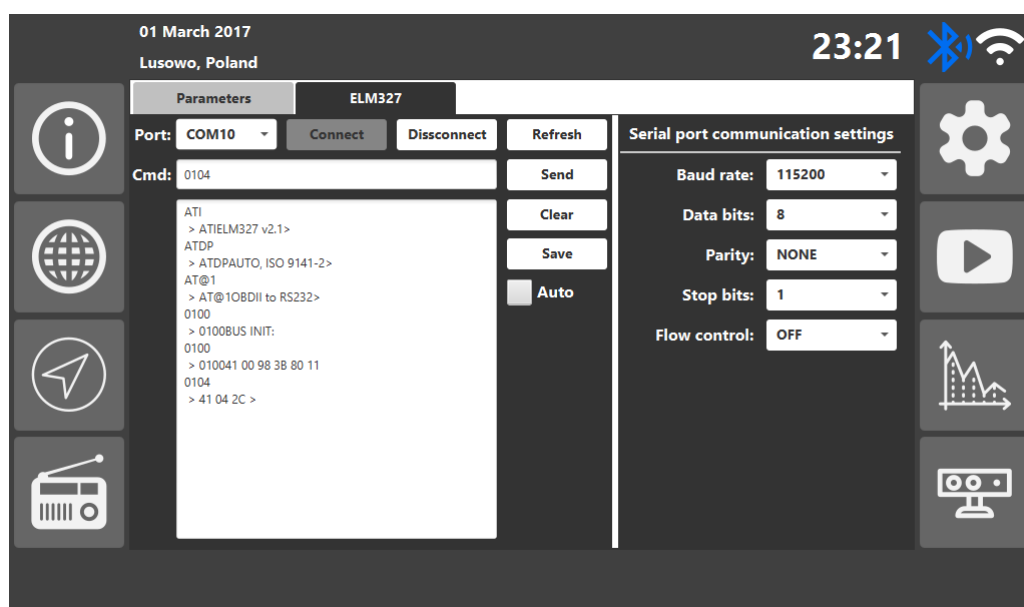 01 March 2017
Lusowo, Poland
23:21
Parameters
ELM327
Port:
COM10
Connect
Dissconnect
Refresh
Cmd:
0104
Send
ATI
> ATIELM327 v2.1>
ATDP
> ATDPAUTO, ISO 9141-2>
AT@1
> AT@1OBDII to RS232>
0100
> 0100BUS INIT:
0100
> 010041 00 98 3B 80 11
0104
> 41 04 2C >
Clear
Save
Auto
Serial port communication settings
Baud rate:
115200
Data bits:
8
Parity:
NONE
Stop bits:
1
Flow control:
OFF